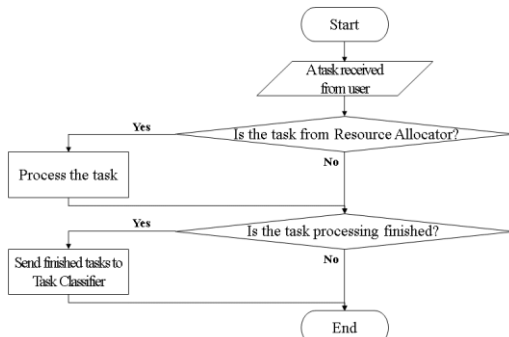 Start
A task received
from user
Is the task from Resource Allocator?
Yes
No
Process the task
Is the task processing finished?
Yes
No
Send finished tasks to
Task Classifier
End